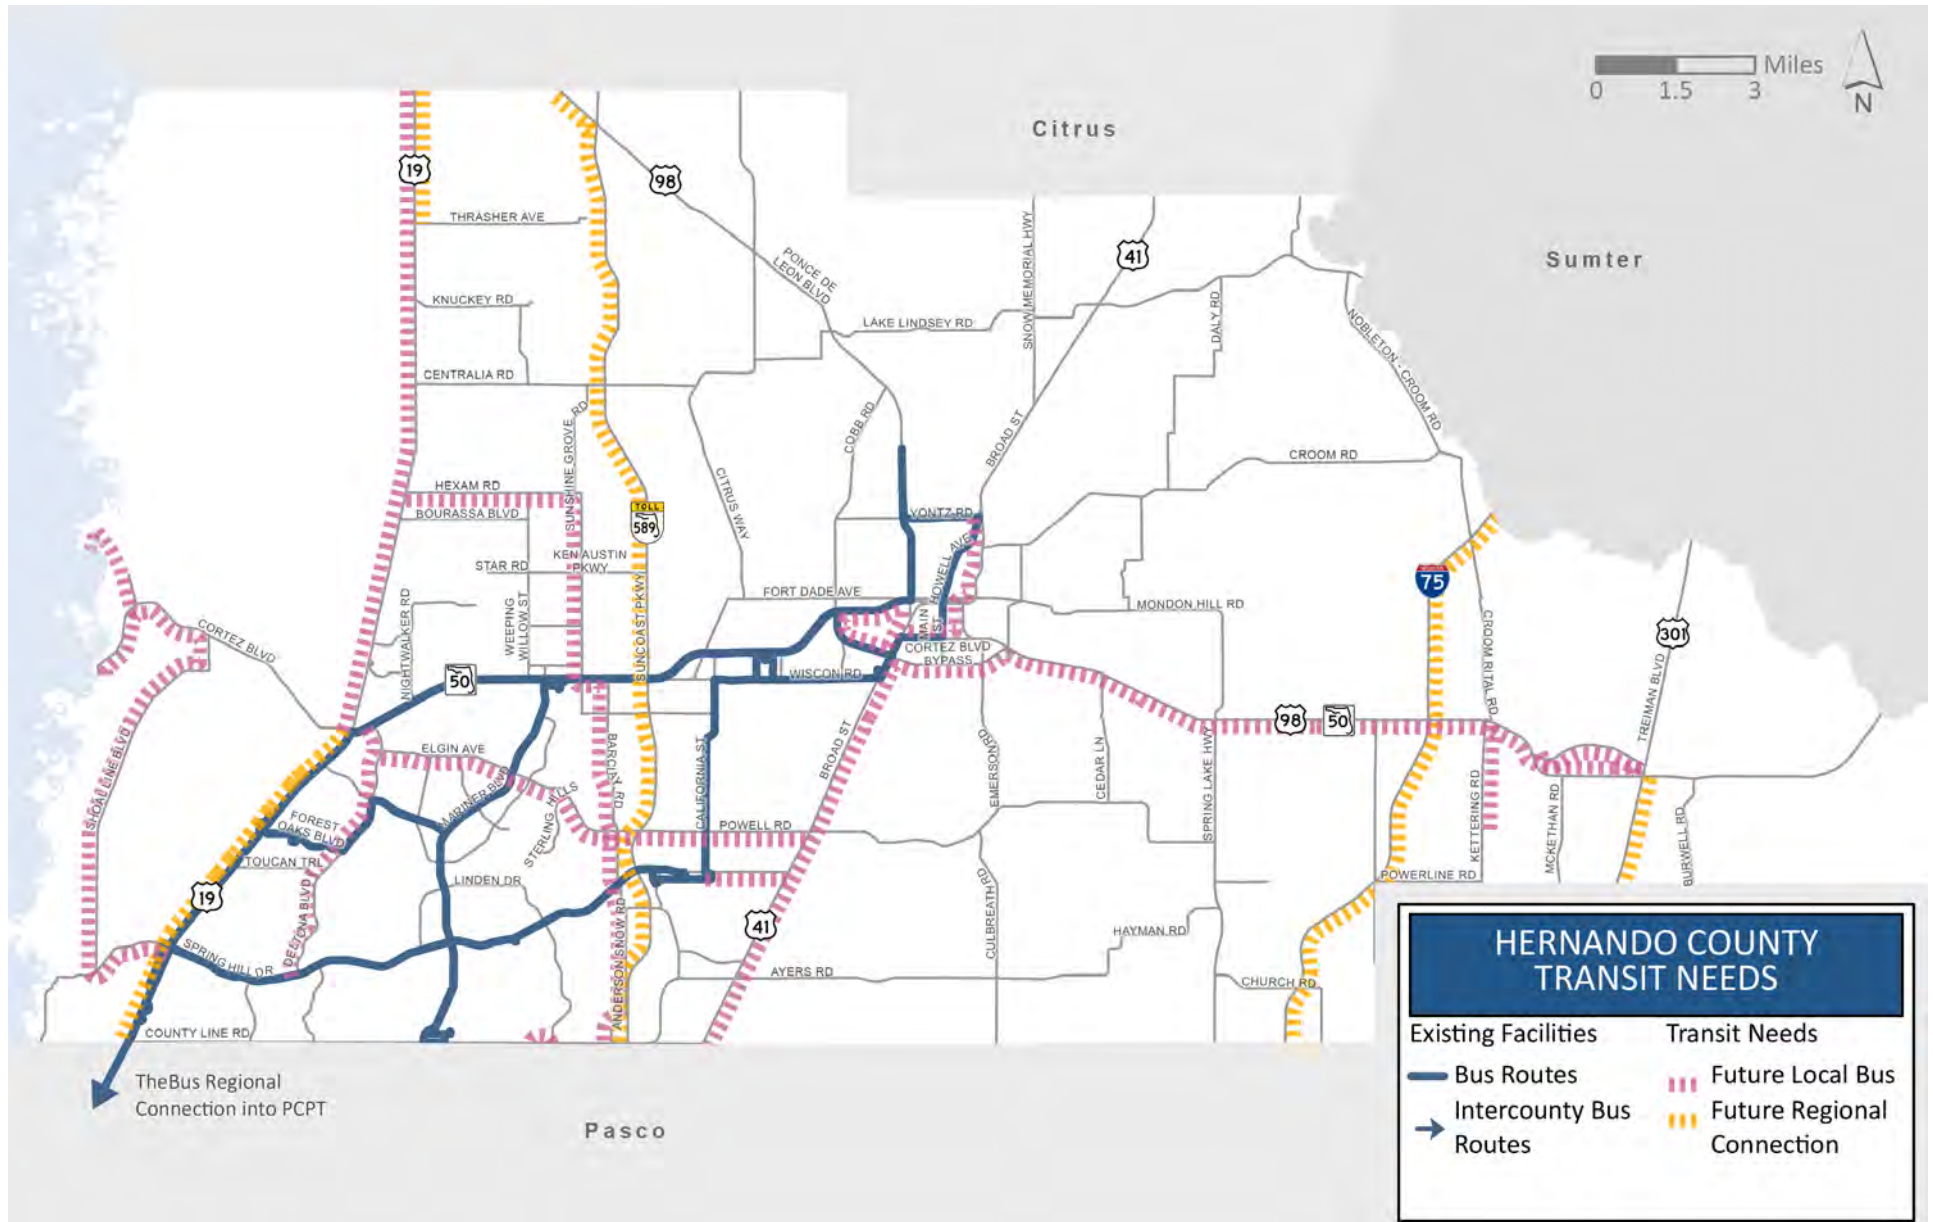 Miles
0 1.5 3
N
Citrus
19
98
THRASHER AVE
41
Sumter
SNOW MEMORIAL HWY
PONCE DE
LEON BLVD
KNUCKEY RD
LAKE LINDSEY RD
DALY RD
NOBLETON - CROOM RD
CENTRALIA RD
SUNSHINE GROVE RD
COBB RD
BROAD ST
CROOM RD
CITRUS WAY
HEXAM RD
BOURASSA BLVD
TOLL
589
YONTZ RD
KEN AUSTIN
PKWY
STAR RD
HOWELL AVE
75
FORT DADE AVE
MONDON HILL RD
NIGHTWALKER RD
WEEPING
WILLOW ST
SUNCOAST PKWY
MAIN
ST
CROOM RITAL RD
301
CORTEZ BLVD
CORTEZ BLVD
BYPASS
50
WISCON RD
TREIMAN BLVD
98
50
SHOAL LINE BLVD
ELGIN AVE
BARCLAY RD
CALIFORNIA ST
BROAD ST
EMERSON RD
CEDAR LN
SPRING LAKE HWY
KETTERING RD
MCKETHAN RD
BURWELL RD
MARINER BLVD
STERLING HILLS
FOREST
OAKS BLVD
POWELL RD
TOUCAN TRL
LINDEN DR
POWERLINE RD
19
DELTONA BLVD
CULBREATH RD
41
HAYMAN RD
SPRING HILL DR
ANDERSON SNOW RD
AYERS RD
CHURCH RD
COUNTY LINE RD
TheBus Regional
Connection into PCPT
Pasco
HERNANDO COUNTY
TRANSIT NEEDS
Existing Facilities
Bus Routes
Intercounty Bus
Routes
Transit Needs
Future Local Bus
Future Regional
Connection